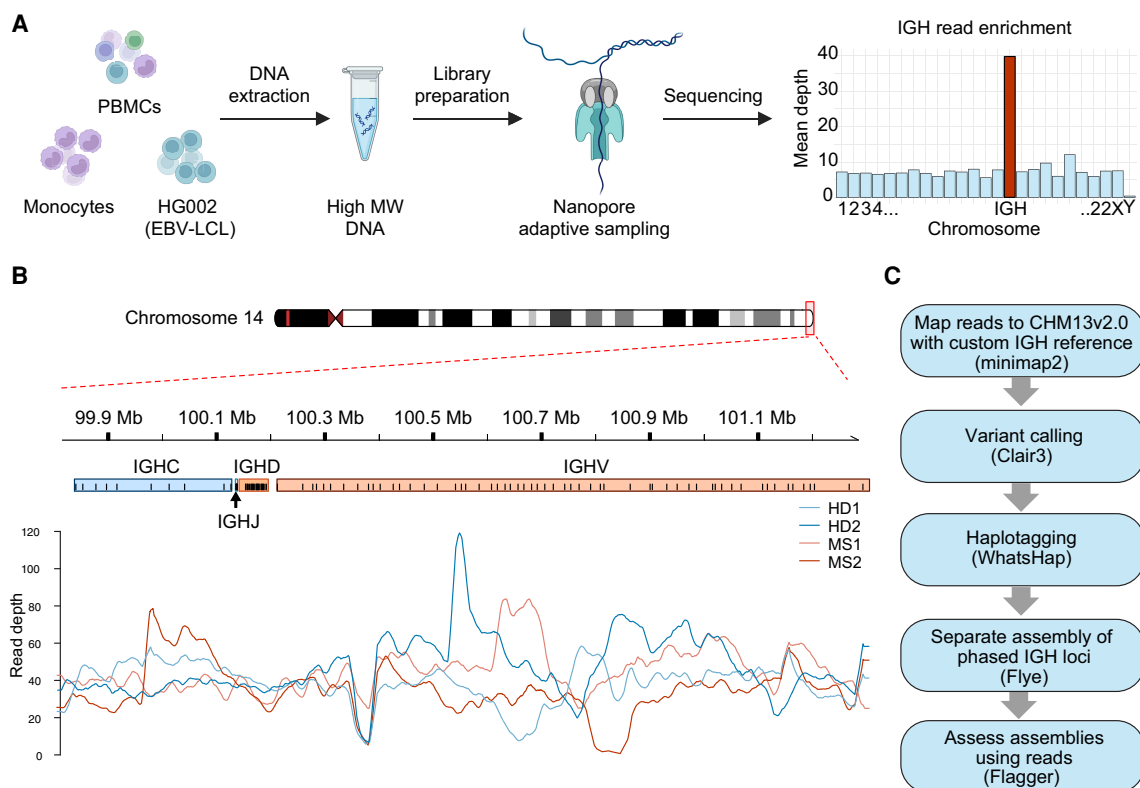 A
PBMCs
Monocytes
HG002
(EBV-LCL)
DNA
extraction
High MW
DNA
Library
preparation
Nanopore
adaptive sampling
Sequencing
IGH read enrichment
Mean depth
40
30
20
10
0
1234...
IGH
..22XY
Chromosome
B
Chromosome 14
99.9 Mb 100.1 Mb 100.3 Mb 100.5 Mb 100.7 Mb 100.9 Mb 101.1 Mb
IGHC IGHD IGHV
IGHJ
HD1
HD2
MS1
MS2
Read depth
120
100
80
60
40
20
0
C
Map reads to CHM13v2.0
with custom IGH reference
(minimap2)
Variant calling
(Clair3)
Haplotagging
(WhatsHap)
Separate assembly of
phased IGH loci
(Flye)
Assess assemblies
using reads
(Flagger)